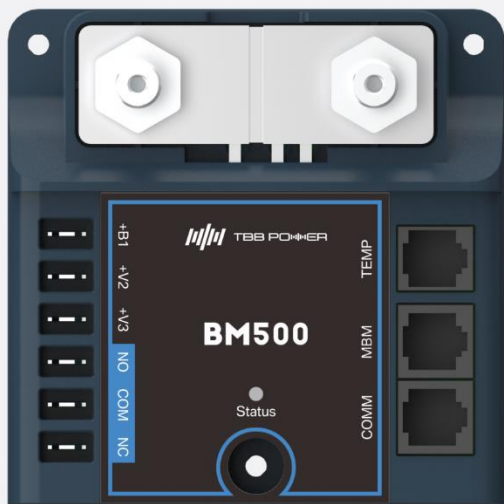 TBB POWER
BM500
Status
+B1
+V2
+V3
NO
COM
NC
TEMP
MBM
COMM